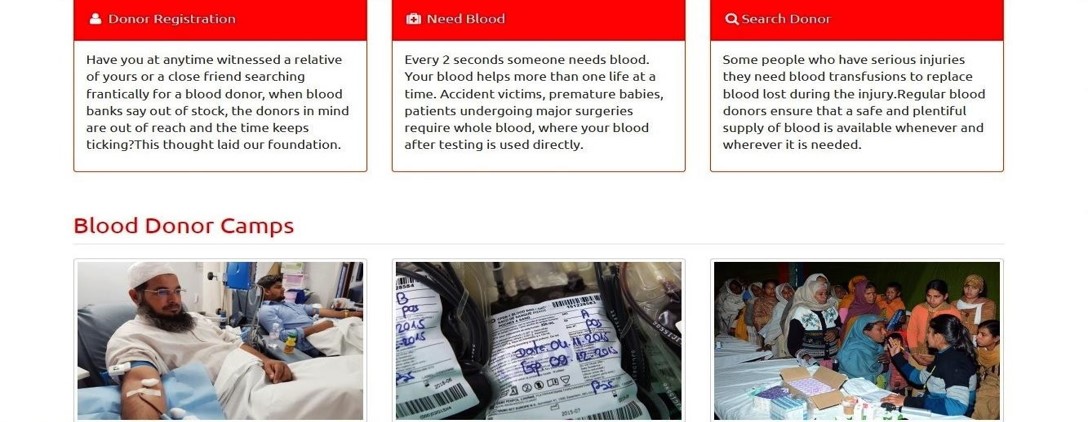 Donor Registration
Have you at anytime witnessed a relative
of yours or a close friend searching
frantically for a blood donor, when blood
banks say out of stock, the donors in mind
are out of reach and the time keeps
ticking?This thought laid our foundation.
Need Blood
Every 2 seconds someone needs blood.
Your blood helps more than one life at a
time. Accident victims, premature babies,
patients undergoing major surgeries
require whole blood, where your blood
after testing is used directly.
Search Donor
Some people who have serious injuries
they need blood transfusions to replace
blood lost during the injury.Regular blood
donors ensure that a safe and plentiful
supply of blood is available whenever and
wherever it is needed.
Blood Donor Camps
B
pos
2015
2015
A
pos
Date. 04.11.2015
Exp. 09.12.2015